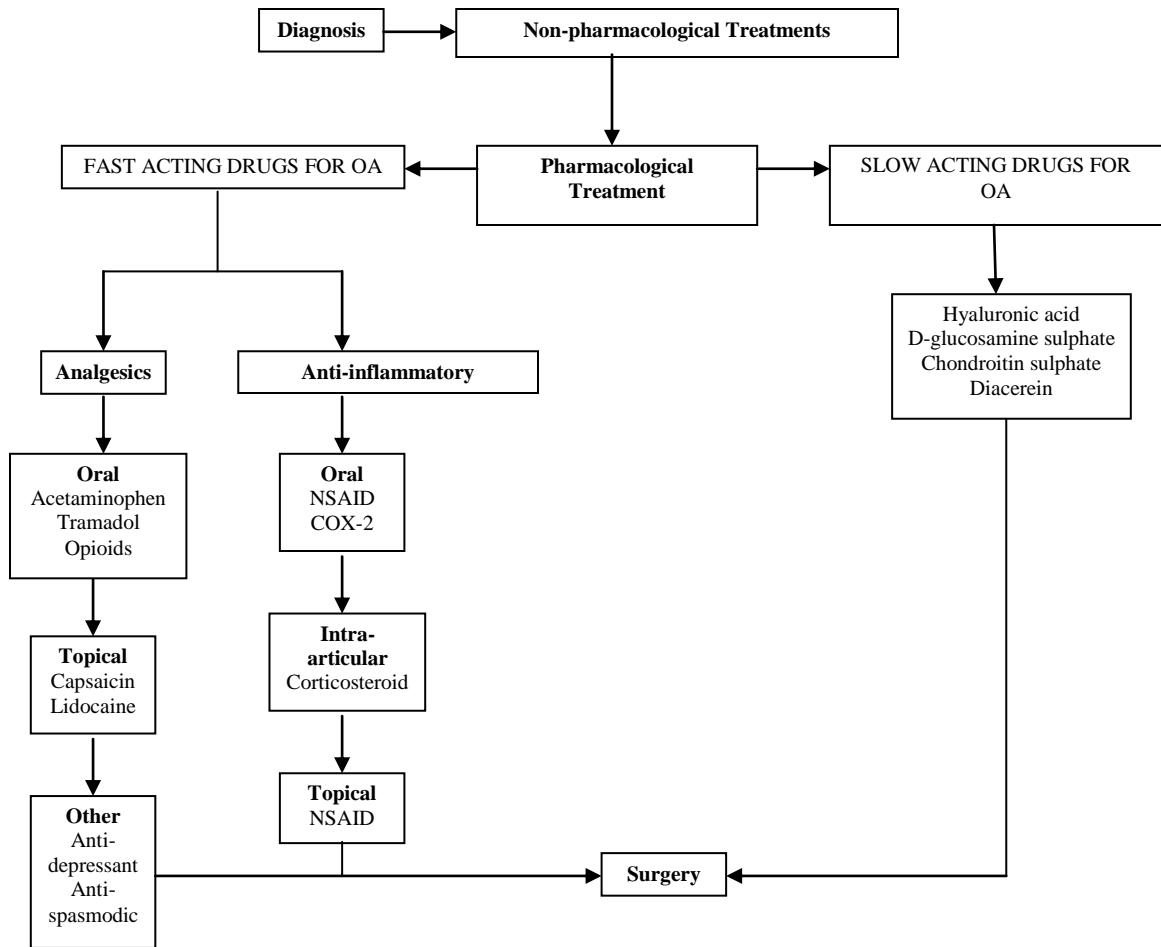 Diagnosis
Non-pharmacological Treatments
FAST ACTING DRUGS FOR OA
Pharmacological
Treatment
SLOW ACTING DRUGS FOR
OA
Analgesics
Anti-inflammatory
Hyaluronic acid
D-glucosamine sulphate
Chondroitin sulphate
Diacerein
Oral
Acetaminophen
Tramadol
Opioids
Oral
NSAID
COX-2
Topical
Capsaicin
Lidocaine
Intra-
articular
Corticosteroid
Other
Anti-
depressant
Anti-
spasmodic
Topical
NSAID
Surgery